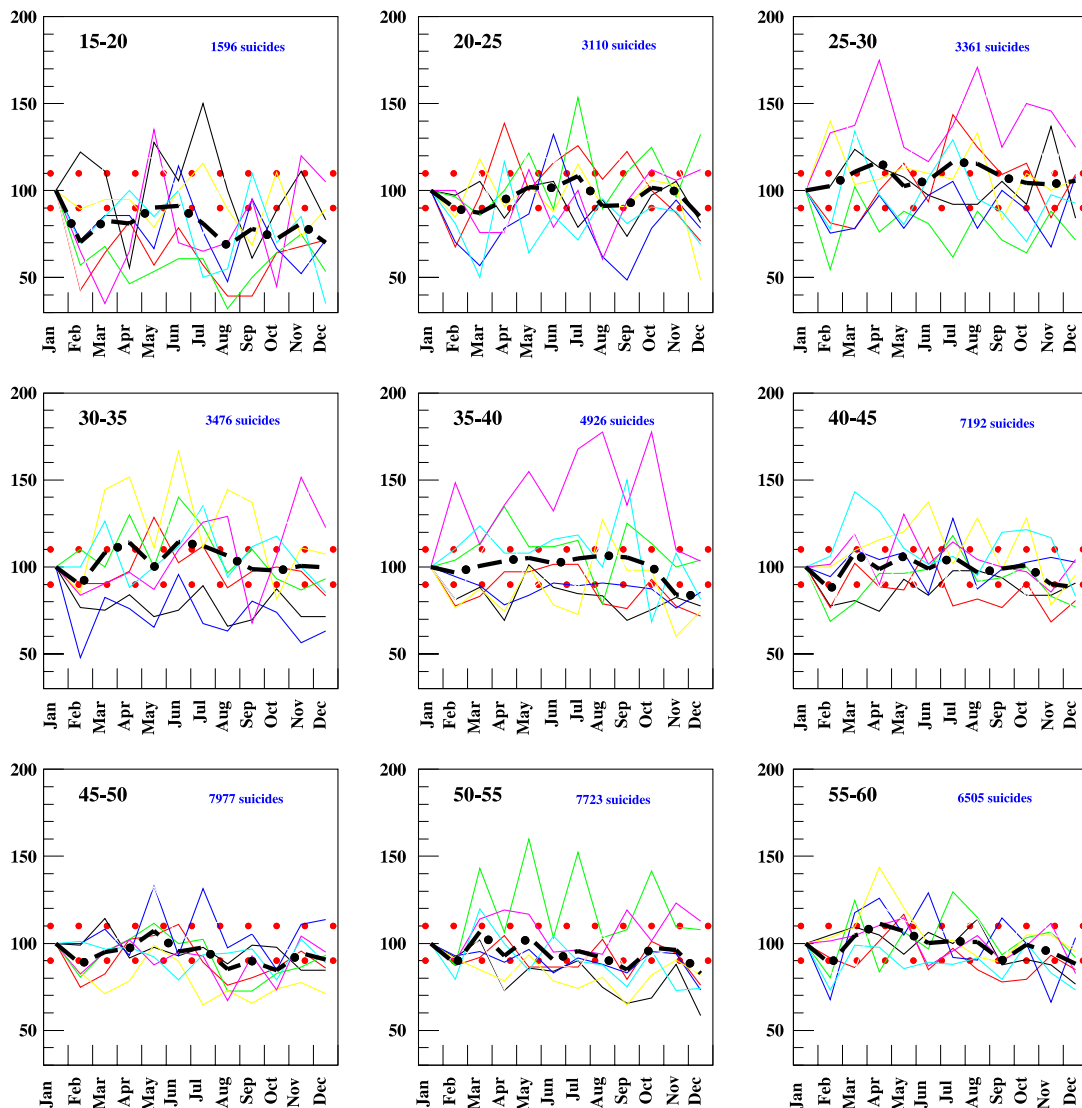 200
15-20
1596 suicides
150
100
50
Jan Feb Mar Apr May Jun Jul Aug Sep Oct Nov Dec
200
20-25
3110 suicides
150
100
50
Jan Feb Mar Apr May Jun Jul Aug Sep Oct Nov Dec
200
25-30
3361 suicides
150
100
50
Jan Feb Mar Apr May Jun Jul Aug Sep Oct Nov Dec
200
30-35
3476 suicides
150
100
50
Jan Feb Mar Apr May Jun Jul Aug Sep Oct Nov Dec
200
35-40
4926 suicides
150
100
50
Jan Feb Mar Apr May Jun Jul Aug Sep Oct Nov Dec
200
40-45
7192 suicides
150
100
50
Jan Feb Mar Apr May Jun Jul Aug Sep Oct Nov Dec
200
45-50
7977 suicides
150
100
50
Jan Feb Mar Apr May Jun Jul Aug Sep Oct Nov Dec
200
50-55
7723 suicides
150
100
50
Jan Feb Mar Apr May Jun Jul Aug Sep Oct Nov Dec
200
55-60
6505 suicides
150
100
50
Jan Feb Mar Apr May Jun Jul Aug Sep Oct Nov Dec